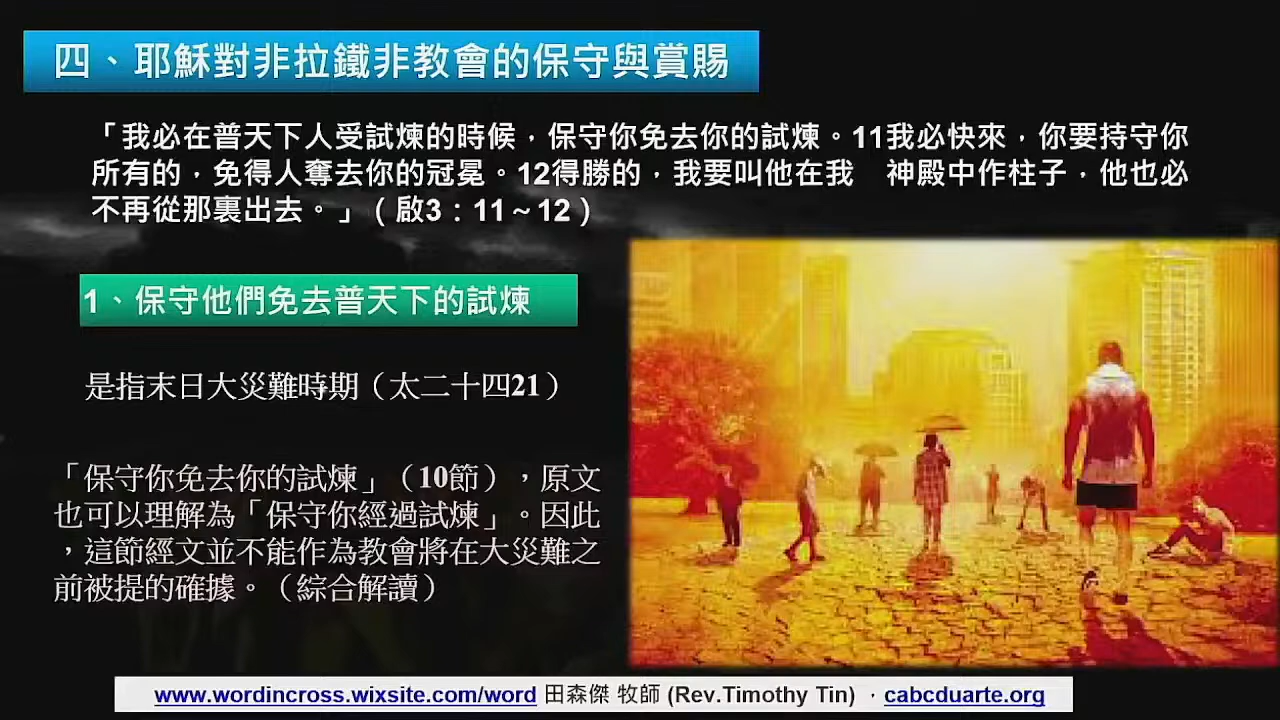 四、耶穌對非拉鐵非教會的保守與賞賜
「我必在普天下人受試煉的時候，保守你免去你的試煉。11我必快來，你要持守你
所有的，免得人奪去你的冠冕。12得勝的，我要叫他在我　神殿中作柱子，他也必
不再從那裏出去。」（啟3：11～12）
1、保守他們免去普天下的試煉
是指末日大災難時期（太二十四21）
「保守你免去你的試煉」（10節），原文
也可以理解為「保守你經過試煉」。因此
，這節經文並不能作為教會將在大災難之
前被提的確據。（綜合解讀）
www.wordincross.wixsite.com/word 田森傑 牧師 (Rev.Timothy Tin) ，cabcduarte.org